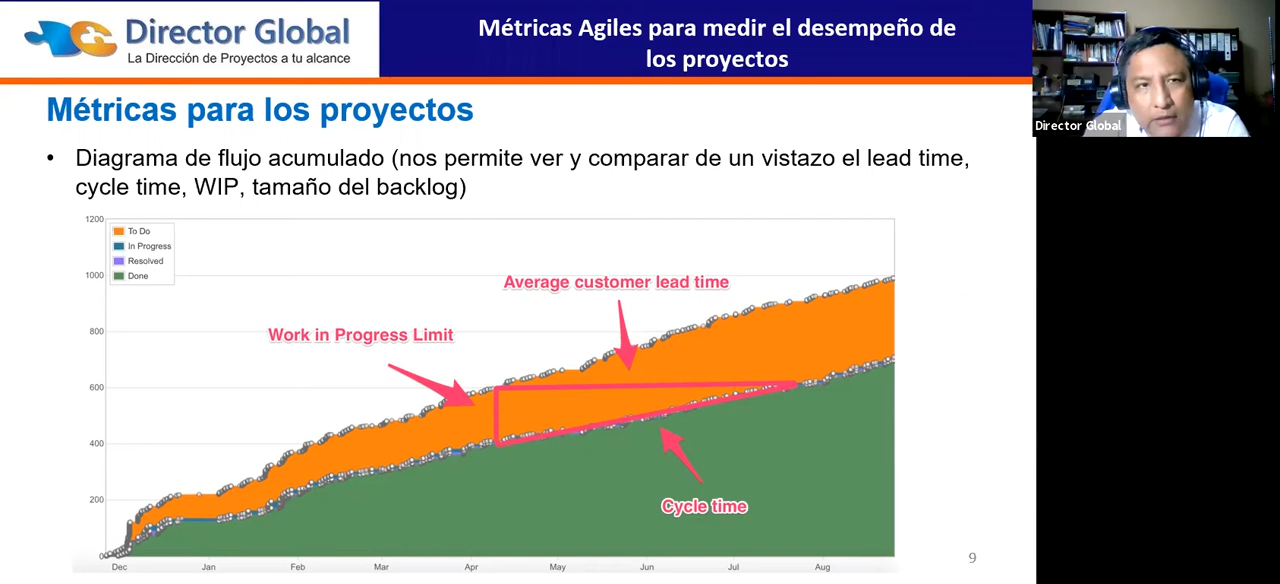 Director Global
La Dirección de Proyectos a tu alcance
Métricas Agiles para medir el desempeño de
los proyectos
Director Global
Métricas para los proyectos
• Diagrama de flujo acumulado (nos permite ver y comparar de un vistazo el lead time,
cycle time, WIP, tamaño del backlog)
1200
1000
800
600
400
200
0
To Do
In Progress
Resolved
Done
Average customer lead time
Work in Progress Limit
Cycle time
Dec Jan Feb Mar Apr May Jun Jul Aug
9